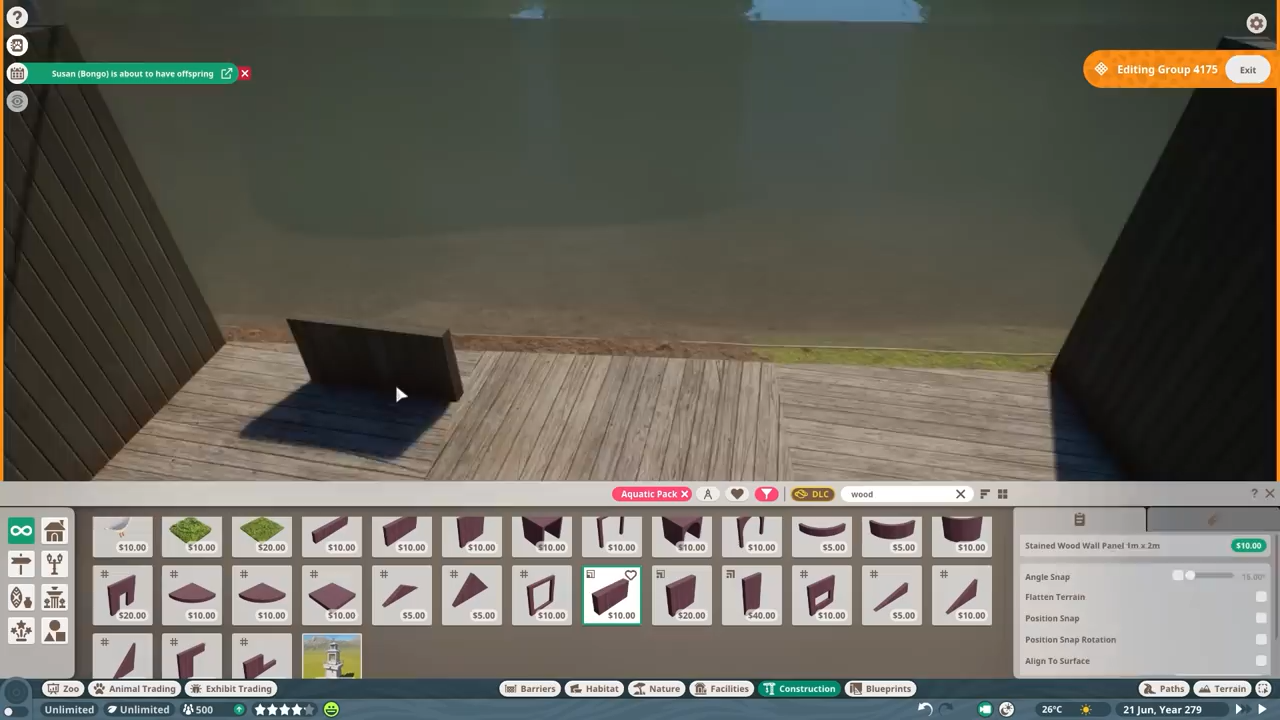 ?
Susan (Bongo) is about to have offspring
Editing Group 4175
Exit
Aquatic Pack
DLC
wood
?
$10.00 $10.00 $20.00 $10.00 $10.00 $10.00 $10.00 $10.00 $10.00 $10.00 $5.00 $5.00 $10.00
$20.00 $10.00 $10.00 $10.00 $5.00 $5.00 $10.00 $10.00 $20.00 $40.00 $10.00 $5.00 $10.00
Stained Wood Wall Panel 1m x 2m $10.00
Angle Snap 15.00°
Flatten Terrain
Position Snap
Position Snap Rotation
Align To Surface
Zoo Animal Trading Exhibit Trading Barriers Habitat Nature Facilities Construction Blueprints Paths Terrain
Unlimited Unlimited 500 26°C 21 Jun, Year 279